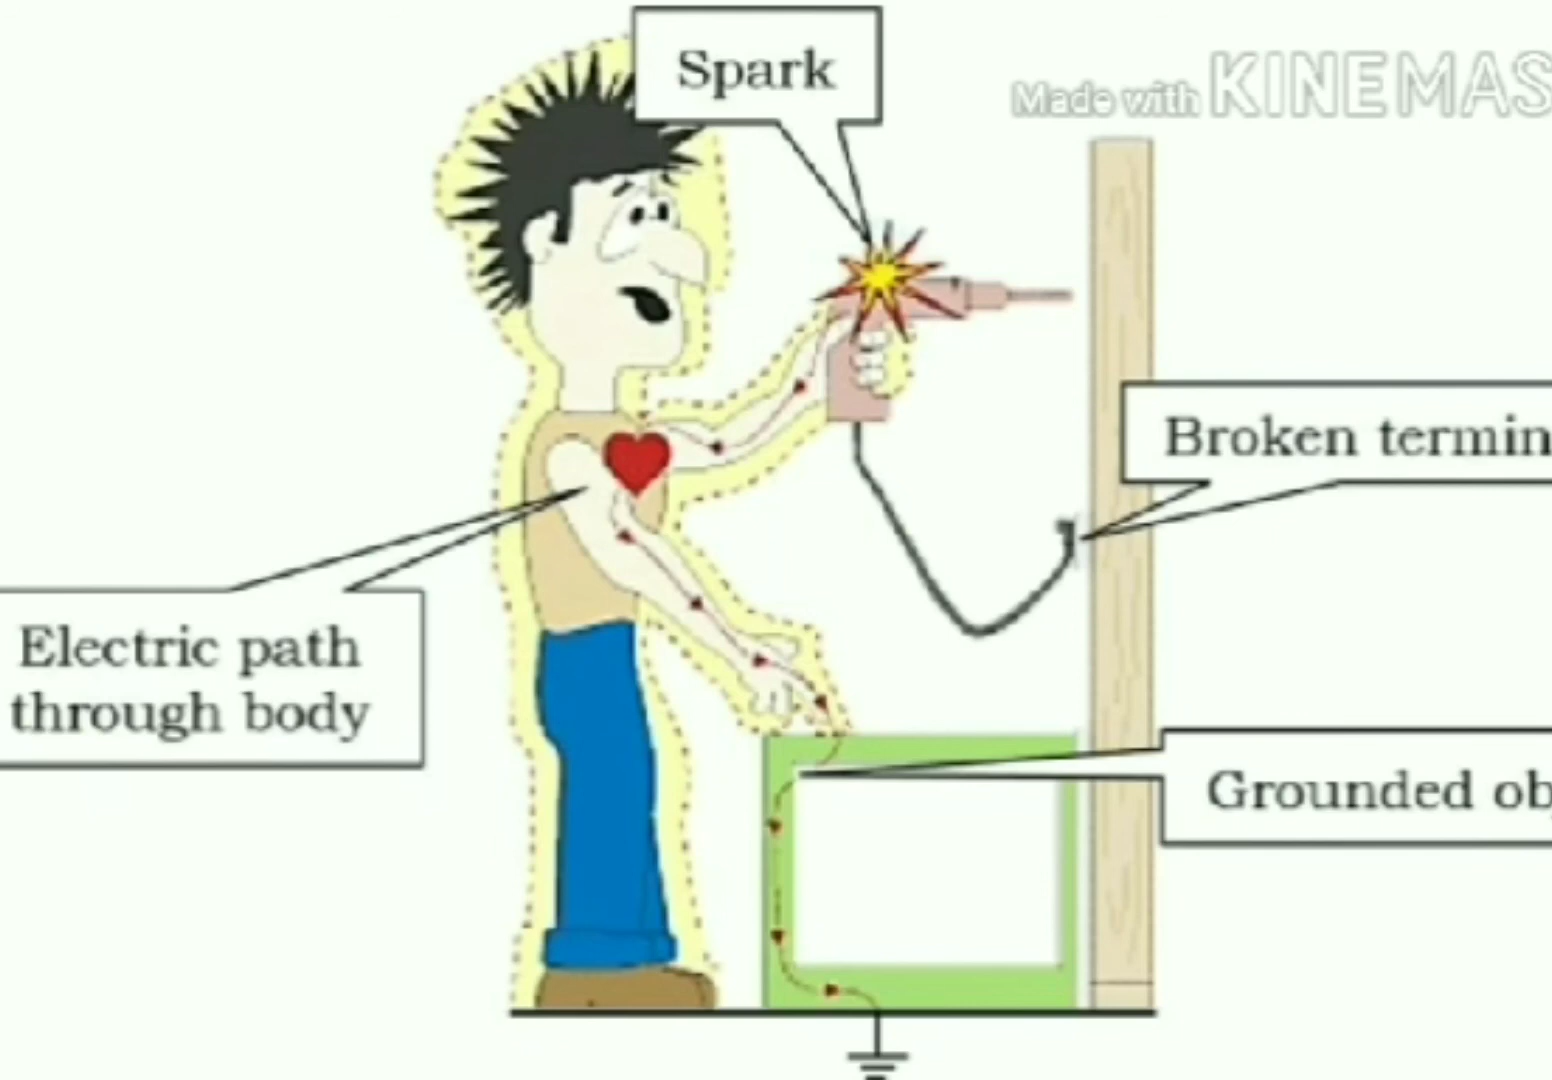 Spark
Made with KINEMAS
Broken termin
Electric path
through body
Grounded ob